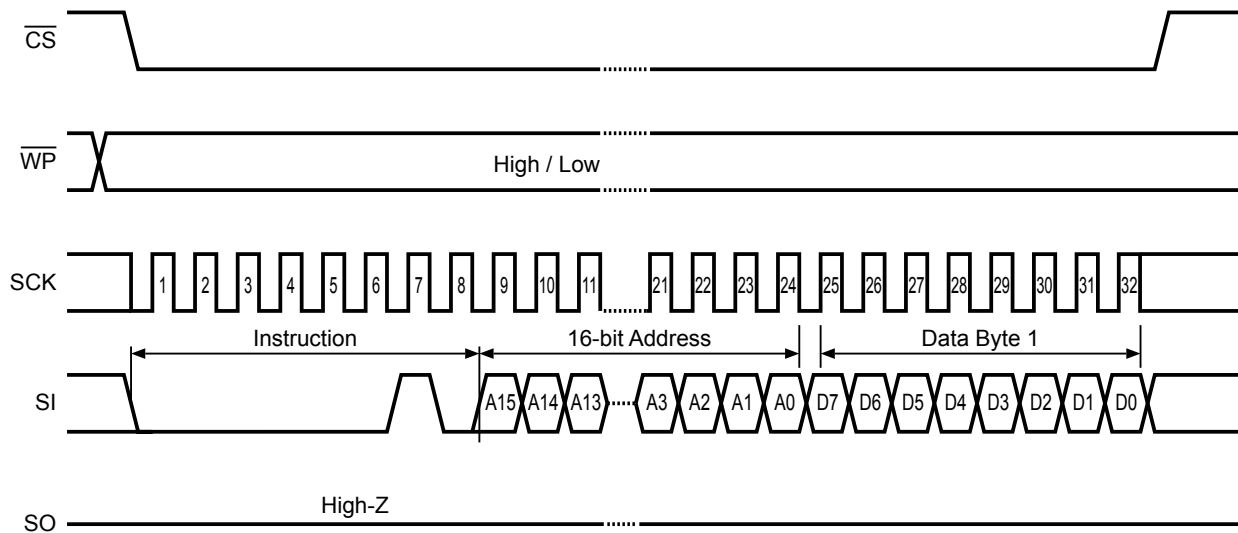 CS
WP
High / Low
SCK
1 2 3 4 5 6 7 8 9 10 11 21 22 23 24 25 26 27 28 29 30 31 32
Instruction 16-bit Address Data Byte 1
SI
A15 A14 A13 A3 A2 A1 A0 D7 D6 D5 D4 D3 D2 D1 D0
High-Z
SO